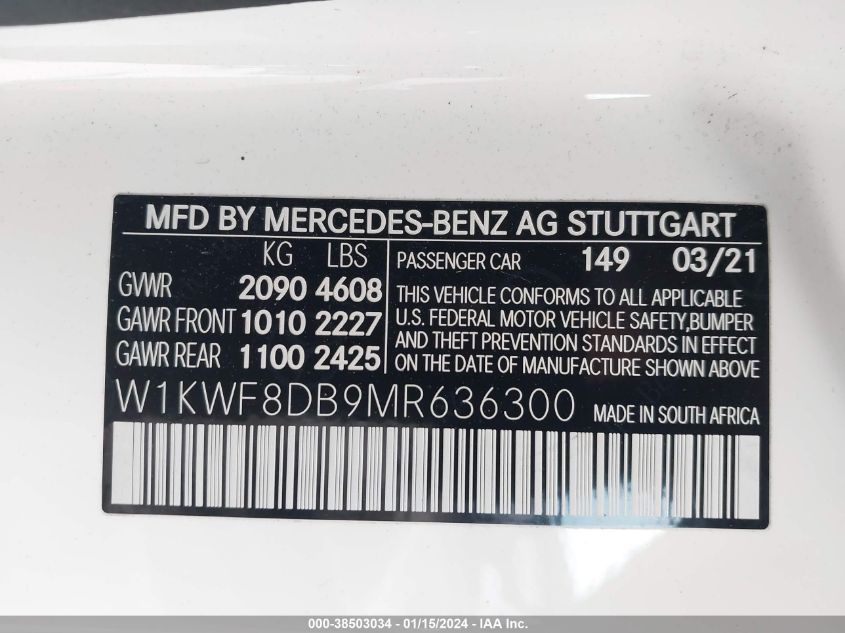 MFD BY MERCEDES-BENZ AG STUTTGART
KG LBS
GVWR 2090 4608
GAWR FRONT 1010 2227
GAWR REAR 1100 2425
PASSENGER CAR 149 03/21
THIS VEHICLE CONFORMS TO ALL APPLICABLE
U.S. FEDERAL MOTOR VEHICLE SAFETY,BUMPER
AND THEFT PREVENTION STANDARDS IN EFFECT
ON THE DATE OF MANUFACTURE SHOWN ABOVE
W1KWF8DB9MR636300 MADE IN SOUTH AFRICA
000-38503034 - 01/15/2024 - IAA Inc.